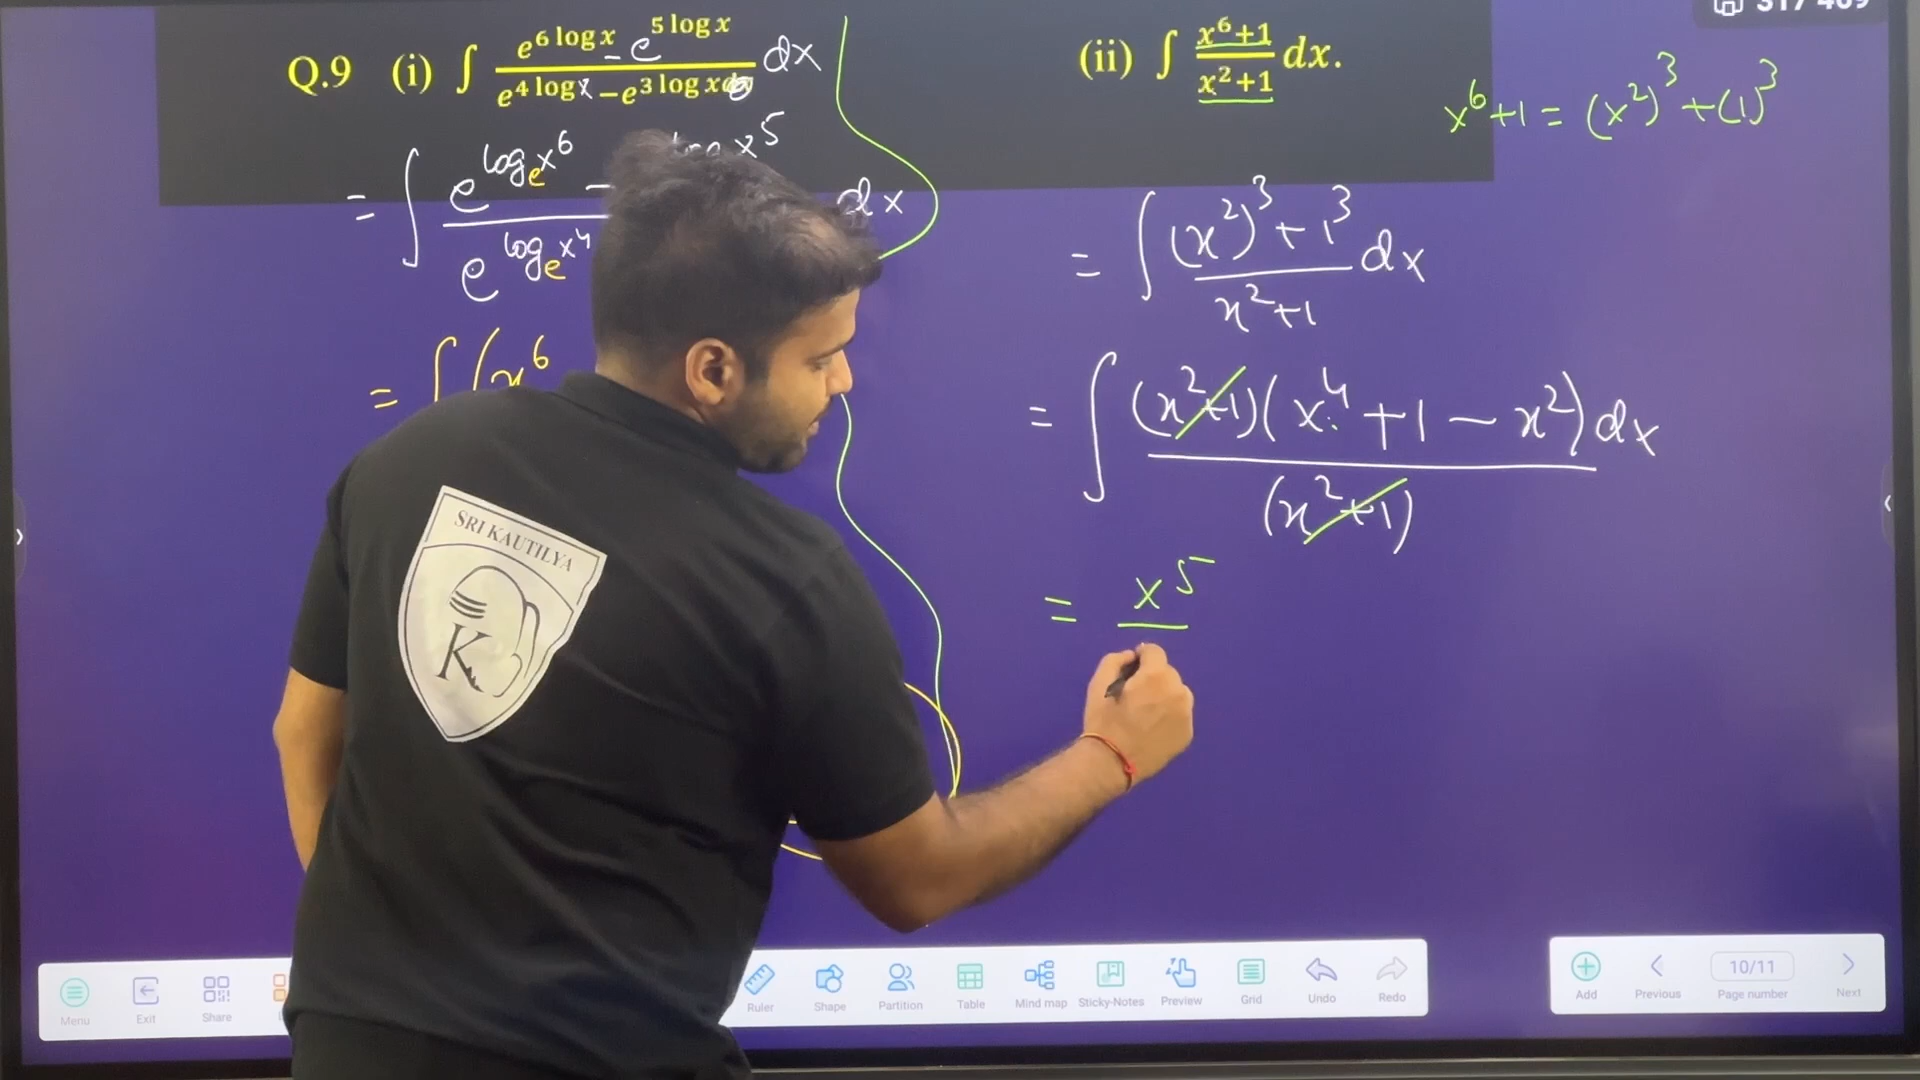 317 469
Q.9 (i) ∫ (e^{6 log x} - e^{5 log x})/(e^{4 log x} - e^{3 log x}) dx
= ∫ e^{log_e x^6} - x^5 dx
e^{log_e x^4}
= ∫ (x^6
(ii) ∫ (x^6+1)/(x^2+1) dx.
x^6+1 = (x^2)^3 + (1)^3
= ∫ ((x^2)^3 + 1^3)/(x^2+1) dx
= ∫ (x^2+1)(x^4 + 1 - x^2)/(x^2+1) dx
= x^5
SRI KAUTILYA
K
Menu Exit Share Ruler Shape Partition Table Mind map Sticky-Notes Preview Grid Undo Redo
Add Previous 10/11 Page number Next